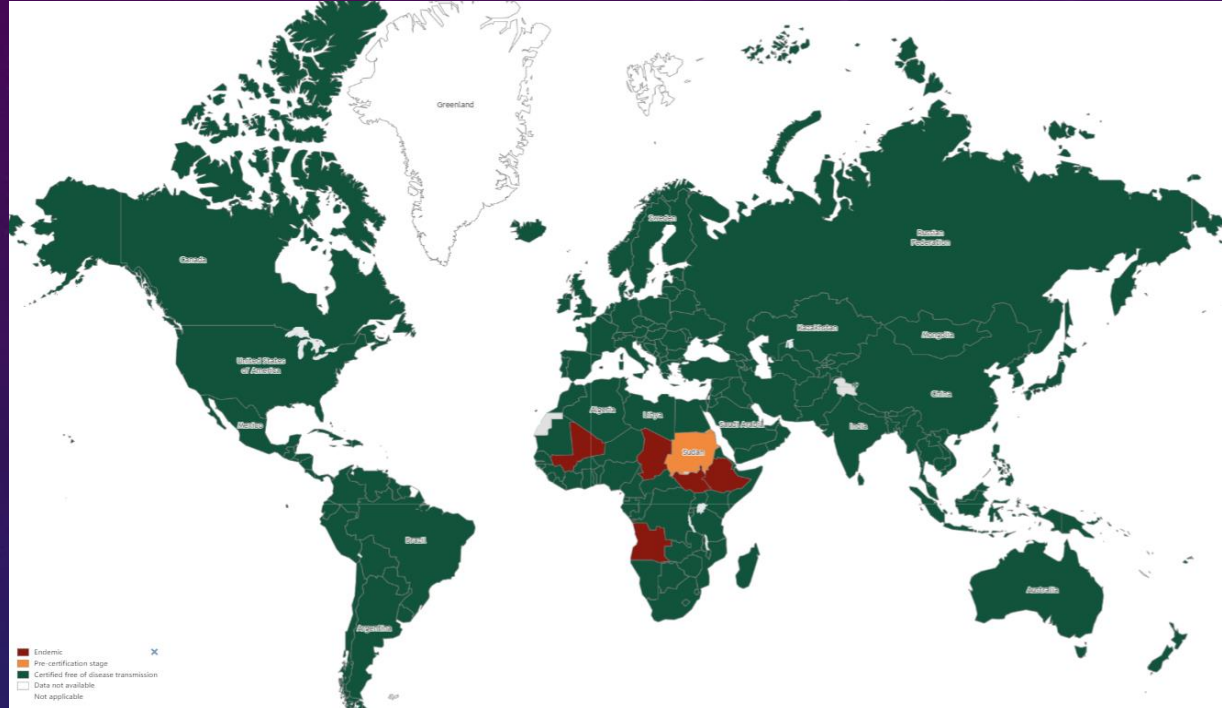 Greenland
Sweden
Russian
Federation
Canada
Kazakhstan
Mongolia
United States
of America
China
Algeria
Libya
Saudi Arabia
Mexico
India
Sudan
Brazil
Australia
Argentina
Endemic
Pre-certification stage
Certified free of disease transmission
Data not available
Not applicable